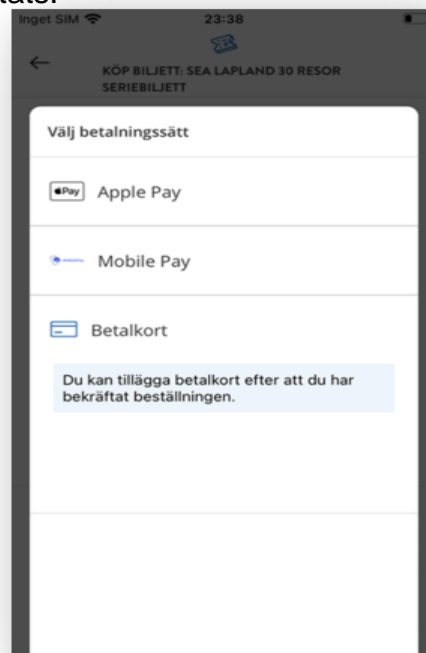 Inget SIM 23:38
KÖP BILJETT: SEA LAPLAND 30 RESOR
SERIEBILJETT
Välj betalningssätt
Pay Apple Pay
Mobile Pay
Betalkort
Du kan tillägga betalkort efter att du har
bekräftat beställningen.